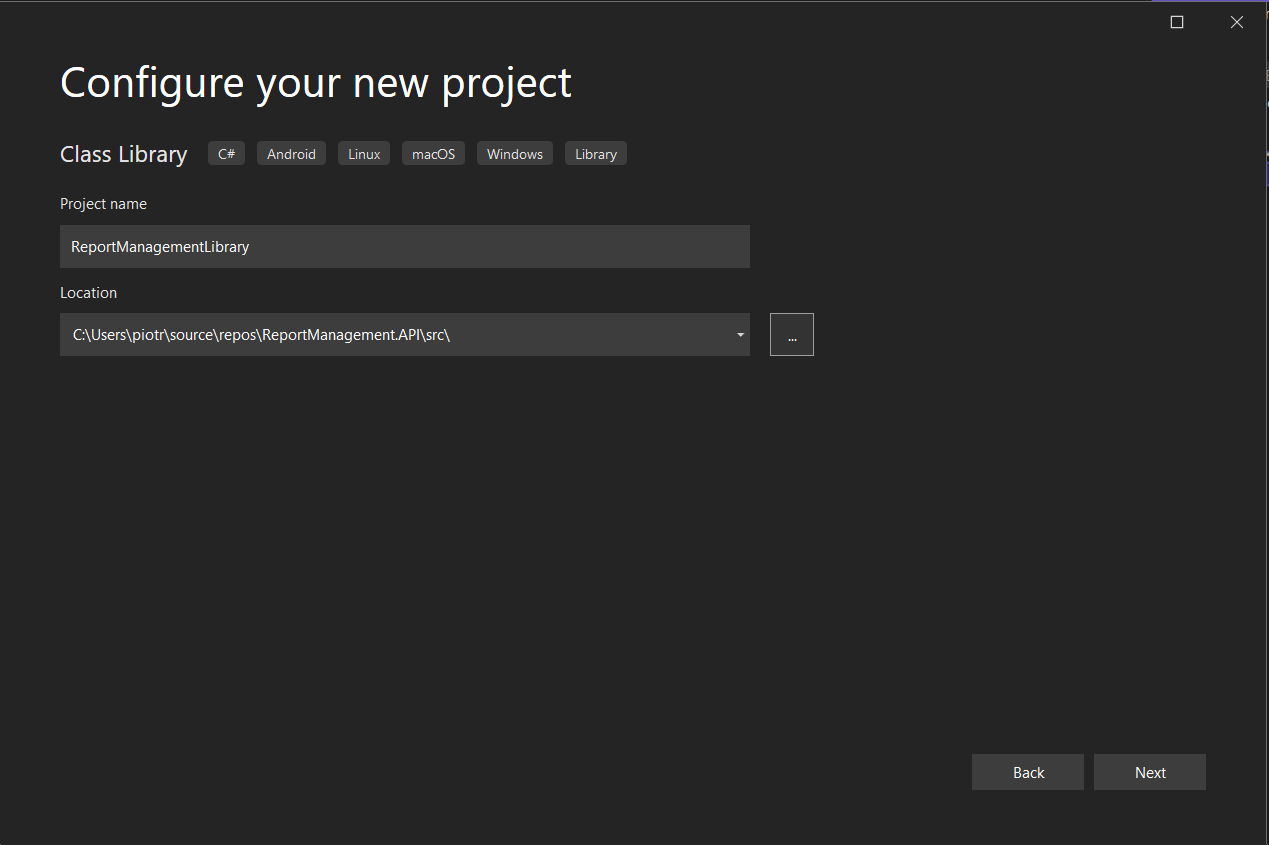 Configure your new project
Class Library C# Android Linux macOS Windows Library
Project name
ReportManagementLibrary
Location
C:\Users\piotr\source\repos\ReportManagement.API\src\
...
Back Next